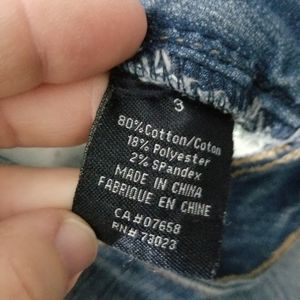 3
80% Cotton/Coton
18% Polyester
2% Spandex
MADE IN CHINA
FABRIQUE EN CHINE
CA# 07658
RN# 73023